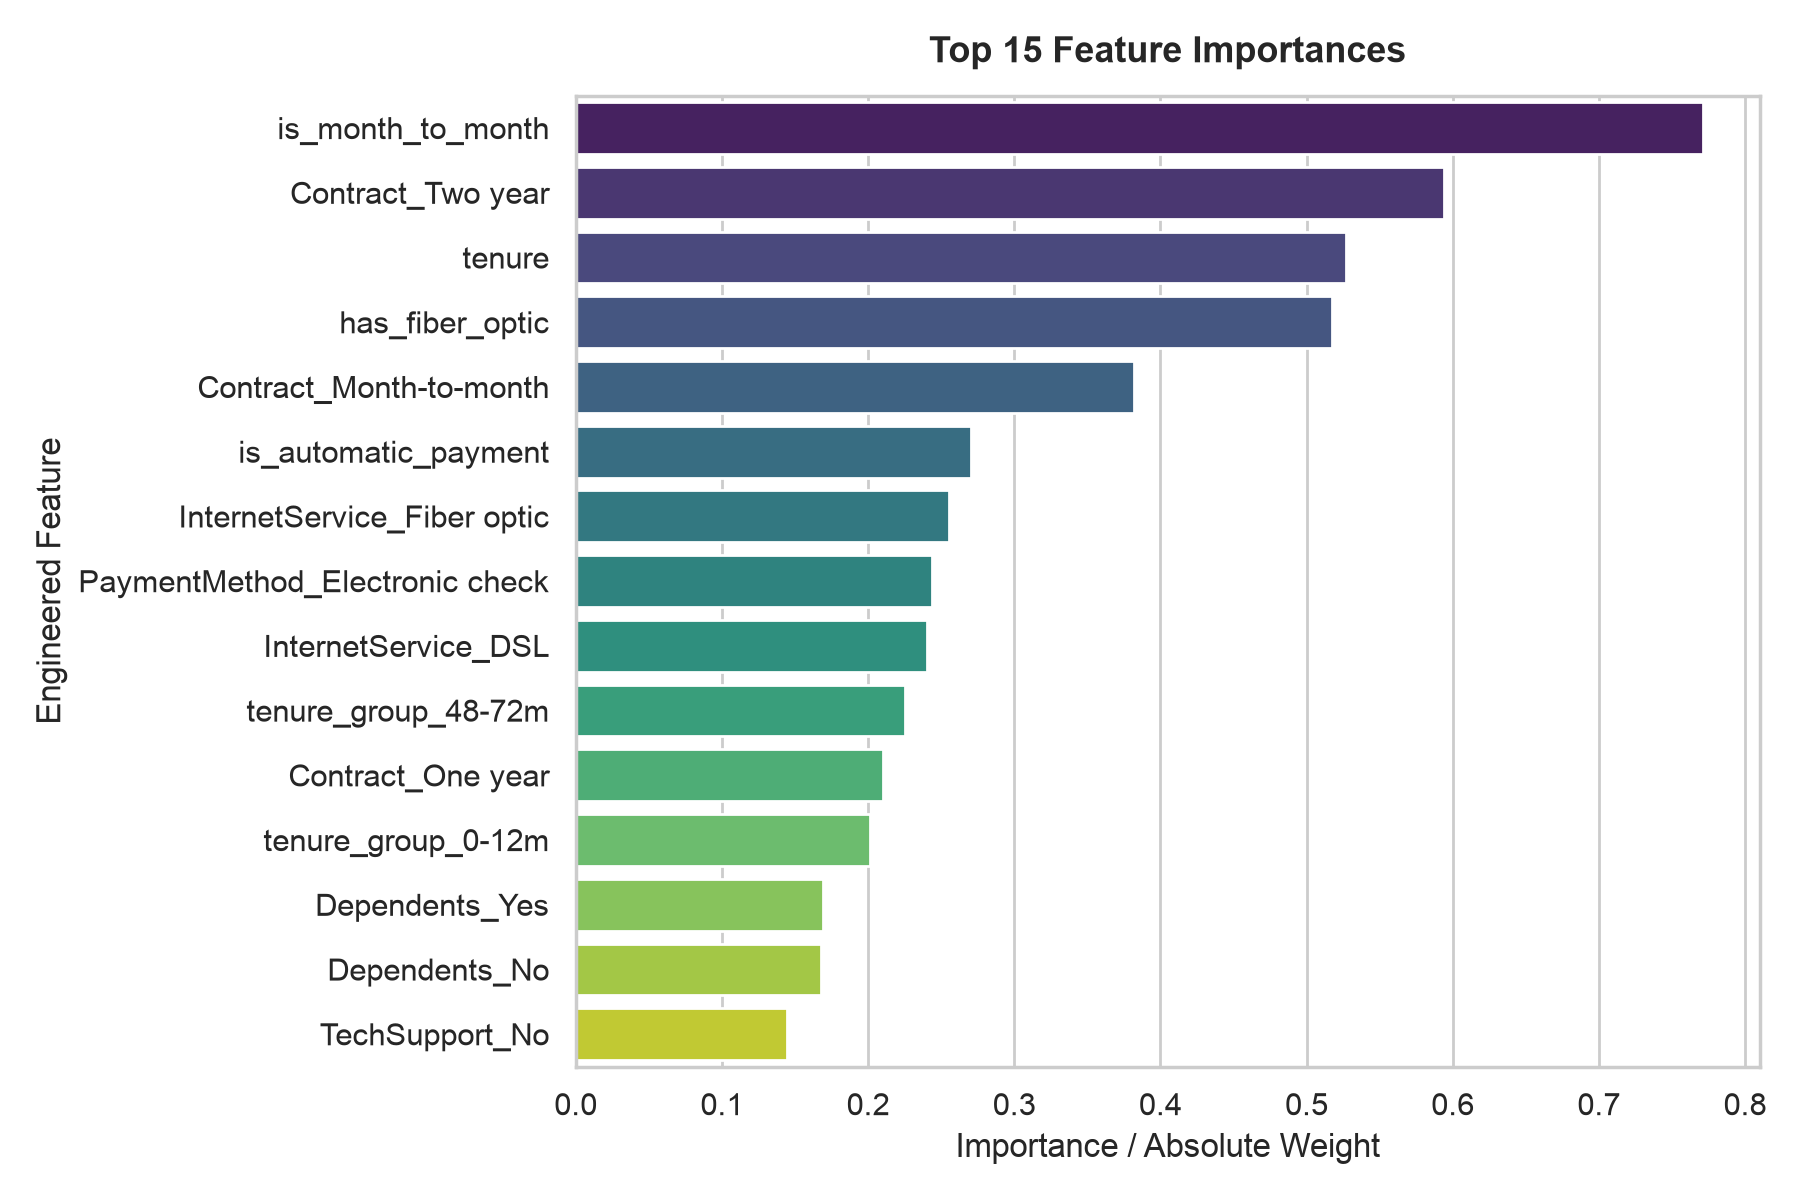 Top 15 Feature Importances
is_month_to_month
Contract_Two year
tenure
has_fiber_optic
Contract_Month-to-month
is_automatic_payment
InternetService_Fiber optic
PaymentMethod_Electronic check
InternetService_DSL
tenure_group_48-72m
Contract_One year
tenure_group_0-12m
Dependents_Yes
Dependents_No
TechSupport_No
Engineered Feature
0.0 0.1 0.2 0.3 0.4 0.5 0.6 0.7 0.8
Importance / Absolute Weight